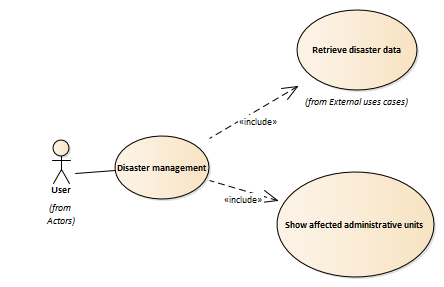 Retrieve disaster data
(from External uses cases)
«include»
Disaster management
User
(from
Actors)
«include»
Show affected administrative units